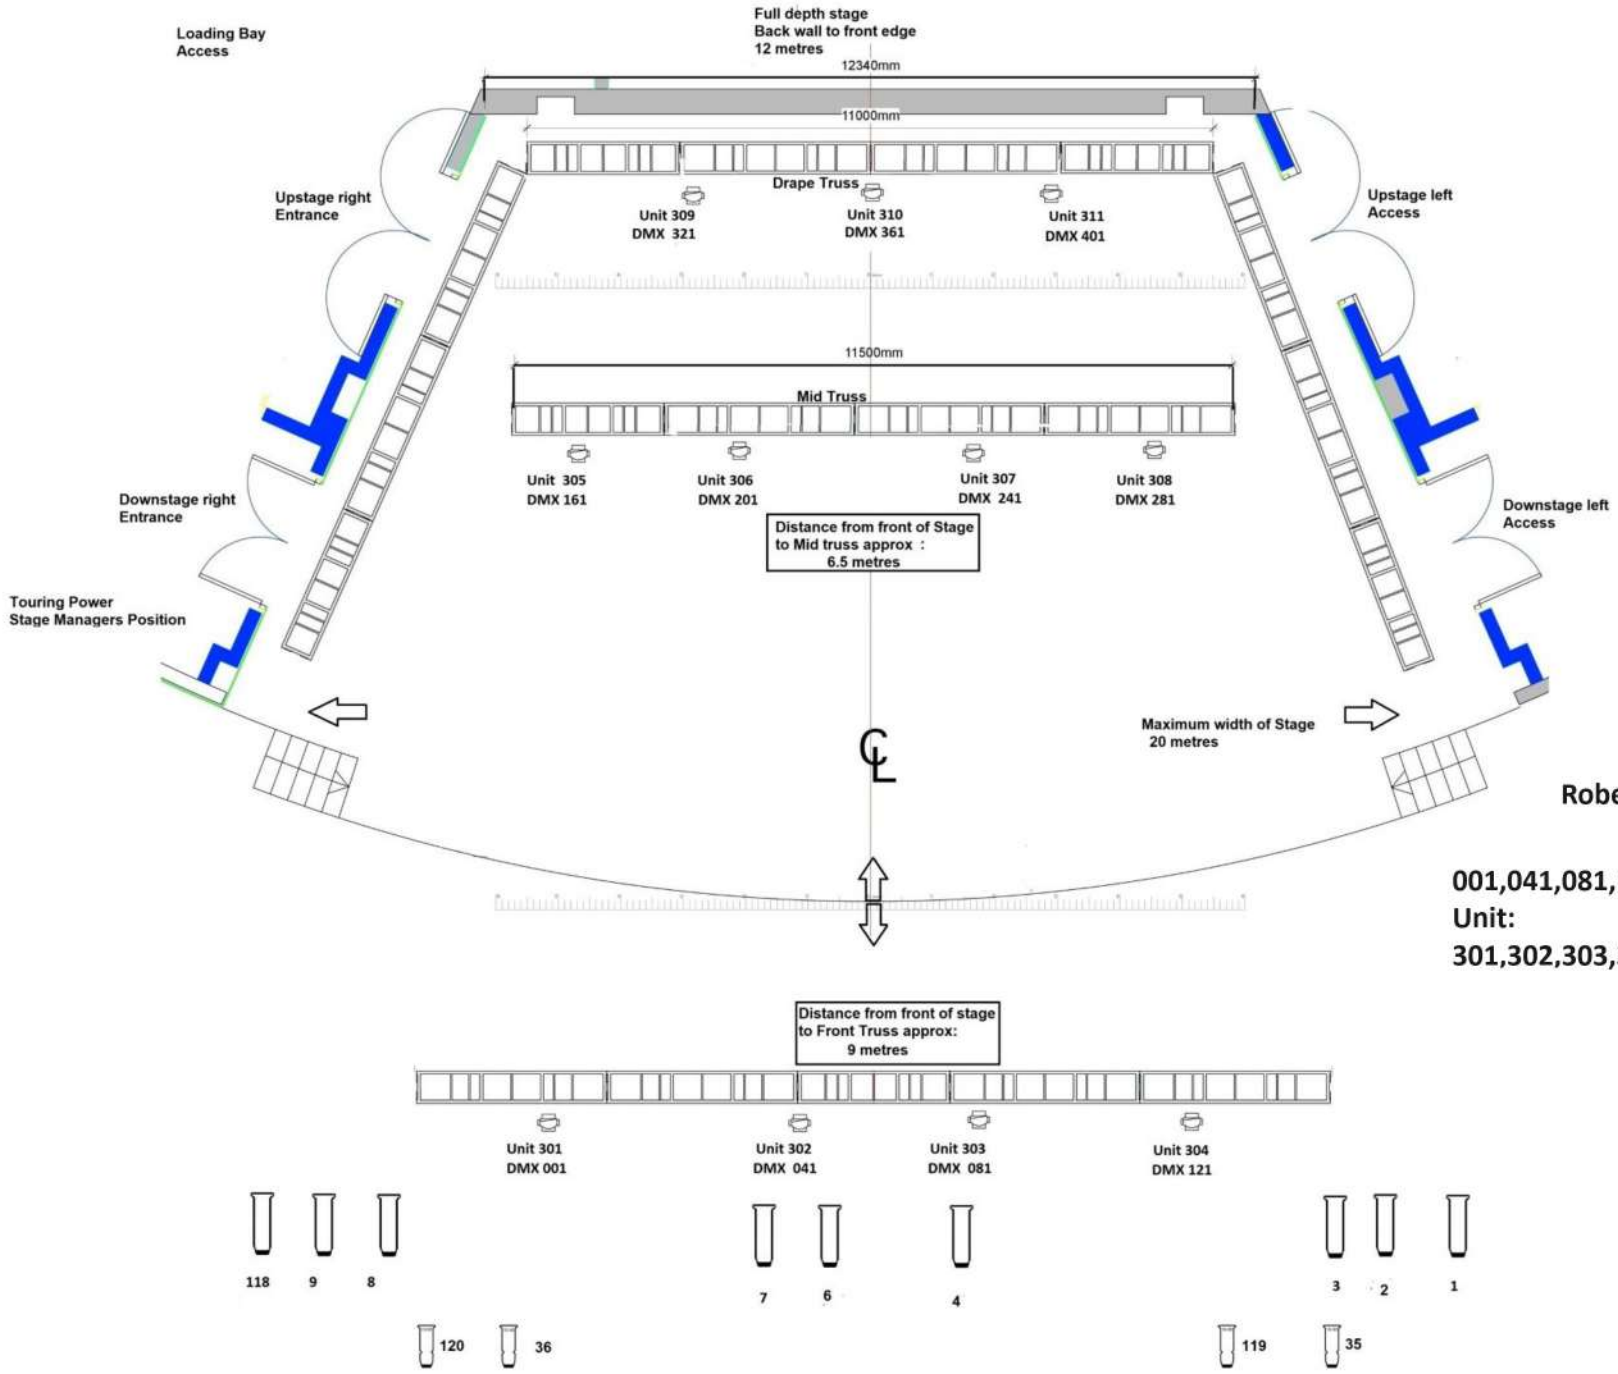 Loading Bay
Access
Full depth stage
Back wall to front edge
12 metres
12340mm
11000mm
Drape Truss
Upstage right
Entrance
Unit 309
DMX 321
Unit 310
DMX 361
Unit 311
DMX 401
Upstage left
Access
11500mm
Mid Truss
Unit 305
DMX 161
Unit 306
DMX 201
Unit 307
DMX 241
Unit 308
DMX 281
Downstage right
Entrance
Downstage left
Access
Distance from front of Stage
to Mid truss approx :
6.5 metres
Touring Power
Stage Managers Position
Maximum width of Stage
20 metres
CL
Robe
001,041,081,
Unit:
301,302,303,
Distance from front of stage
to Front Truss approx:
9 metres
Unit 301
DMX 001
Unit 302
DMX 041
Unit 303
DMX 081
Unit 304
DMX 121
118 9 8
7 6 4
3 2 1
120 36
119 35